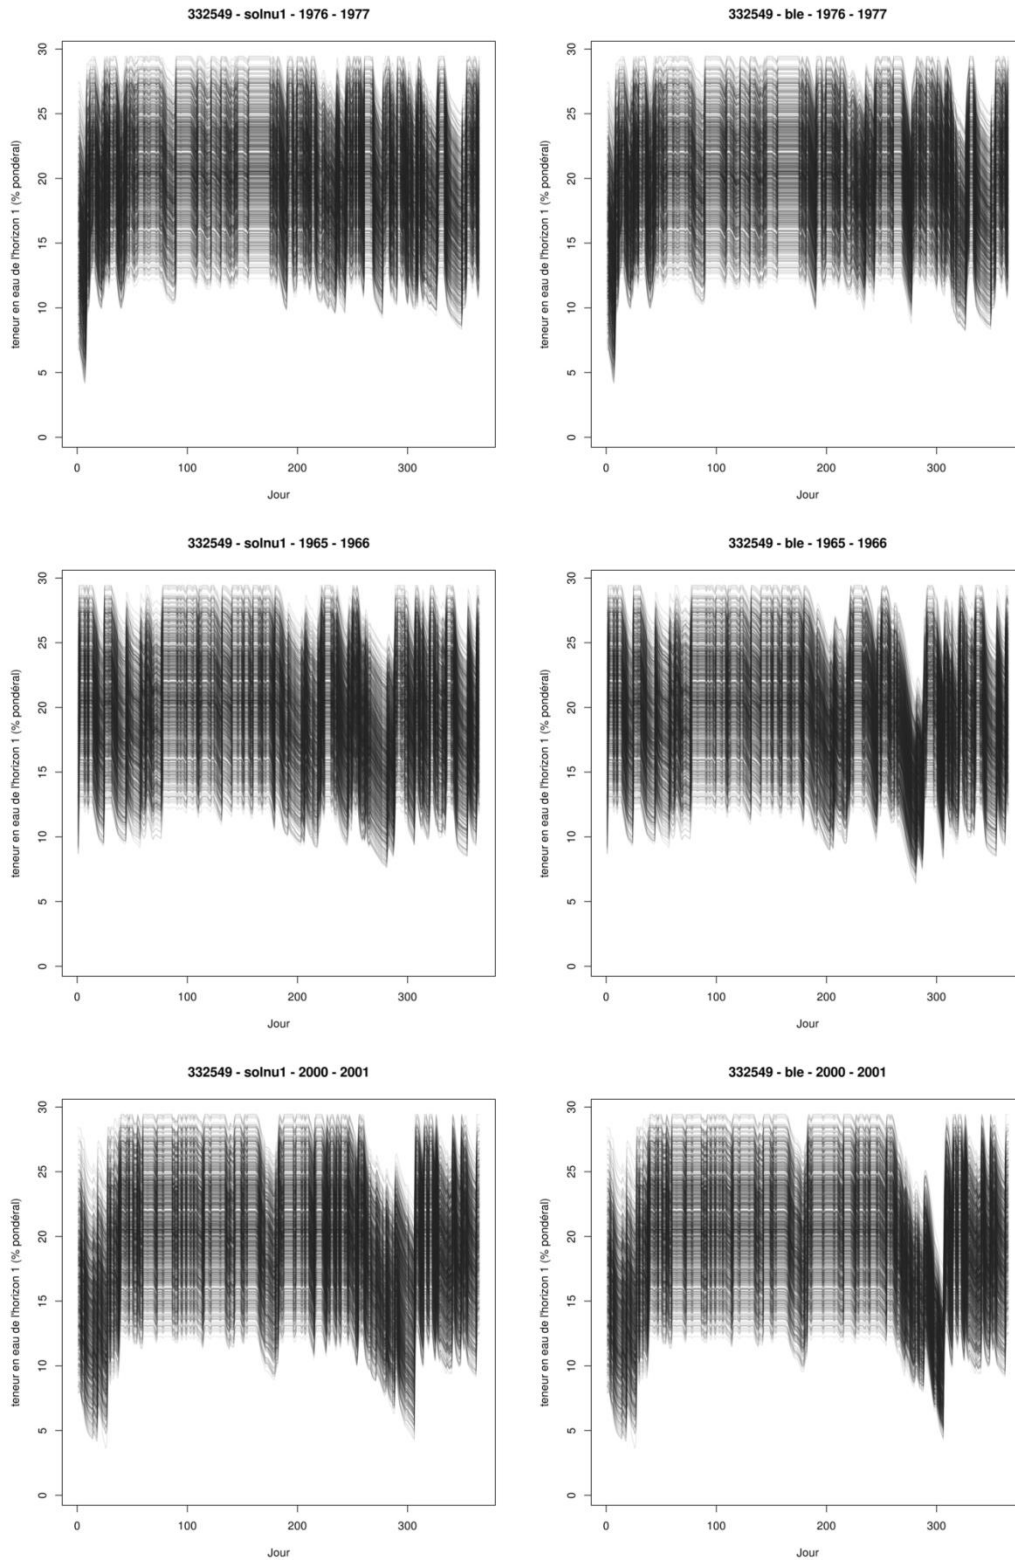 332549 - solnu1 - 1976 - 1977
teneur en eau de l'horizon 1 (% pondéral)
30
25
20
15
10
5
0
0 100 200 300
Jour
332549 - ble - 1976 - 1977
teneur en eau de l'horizon 1 (% pondéral)
30
25
20
15
10
5
0
0 100 200 300
Jour
332549 - solnu1 - 1965 - 1966
teneur en eau de l'horizon 1 (% pondéral)
30
25
20
15
10
5
0
0 100 200 300
Jour
332549 - ble - 1965 - 1966
teneur en eau de l'horizon 1 (% pondéral)
30
25
20
15
10
5
0
0 100 200 300
Jour
332549 - solnu1 - 2000 - 2001
teneur en eau de l'horizon 1 (% pondéral)
30
25
20
15
10
5
0
0 100 200 300
Jour
332549 - ble - 2000 - 2001
teneur en eau de l'horizon 1 (% pondéral)
30
25
20
15
10
5
0
0 100 200 300
Jour